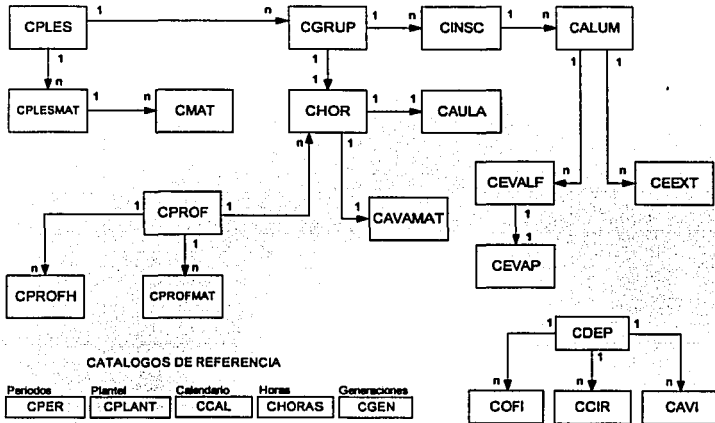 CPLES 1 n CGRUP 1 n CINSC 1 n CALUM
1 1 1 1
n 1
CPLESMAT 1 n CMAT CHOR 1 1 CAULA
n 1 n n
CEVALF CEEXT
1 CPROF 1 1 CAVAMAT 1
1 1
CEVAP
n n
CPROFH CPROFMAT
1 CDEP 1
1
CATALOGOS DE REFERENCIA
Periodos Plantel Calendario Horas Generaciones
CPER CPLANT CCAL CHORAS CGEN
n n n
COFI CCIR CAVI